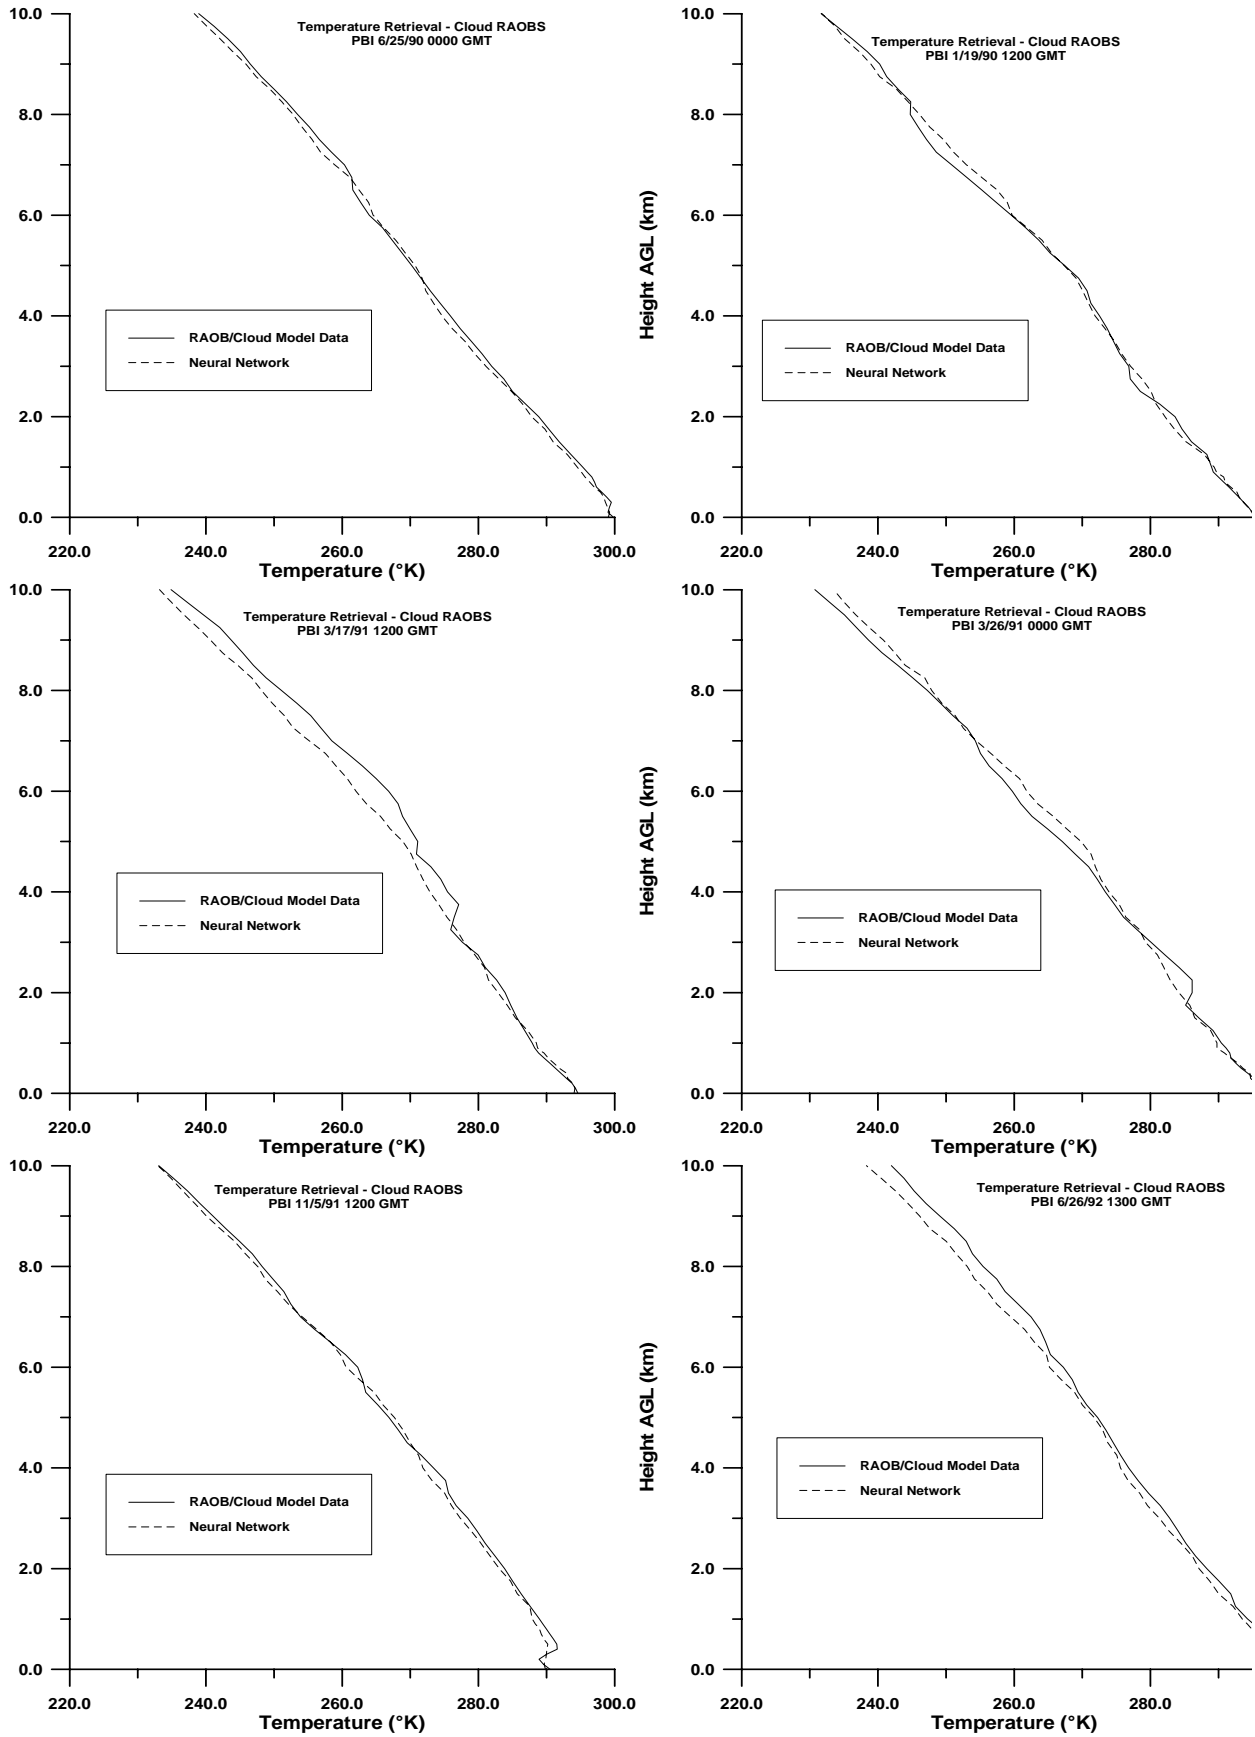 10.0
Temperature Retrieval - Cloud RAOBS
PBI 6/25/90 0000 GMT
8.0
6.0
4.0
RAOB/Cloud Model Data
Neural Network
2.0
0.0
220.0 240.0 260.0 280.0 300.0
Temperature (°K)
10.0
Temperature Retrieval - Cloud RAOBS
PBI 1/19/90 1200 GMT
8.0
6.0
Height AGL (km)
4.0
RAOB/Cloud Model Data
Neural Network
2.0
0.0
220.0 240.0 260.0 280.0
Temperature (°K)
10.0
Temperature Retrieval - Cloud RAOBS
PBI 3/17/91 1200 GMT
8.0
6.0
4.0
RAOB/Cloud Model Data
Neural Network
2.0
0.0
220.0 240.0 260.0 280.0 300.0
Temperature (°K)
10.0
Temperature Retrieval - Cloud RAOBS
PBI 3/26/91 0000 GMT
8.0
6.0
Height AGL (km)
4.0
RAOB/Cloud Model Data
Neural Network
2.0
0.0
220.0 240.0 260.0 280.0
Temperature (°K)
10.0
Temperature Retrieval - Cloud RAOBS
PBI 11/5/91 1200 GMT
8.0
6.0
4.0
RAOB/Cloud Model Data
Neural Network
2.0
0.0
220.0 240.0 260.0 280.0 300.0
Temperature (°K)
10.0
Temperature Retrieval - Cloud RAOBS
PBI 6/26/92 1300 GMT
8.0
6.0
Height AGL (km)
4.0
RAOB/Cloud Model Data
Neural Network
2.0
0.0
220.0 240.0 260.0 280.0
Temperature (°K)